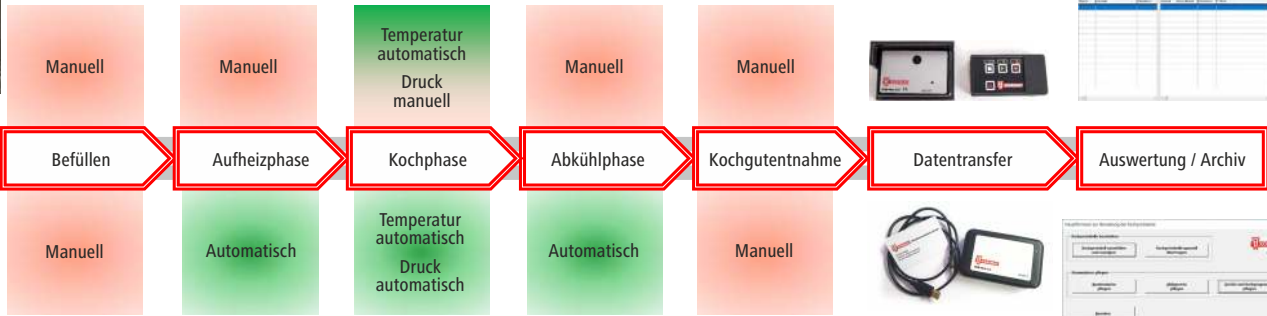 Manuell
Manuell
Temperatur
automatisch
Druck
manuell
Manuell
Manuell
Befüllen
Aufheizphase
Kochphase
Abkühlphase
Kochgutentnahme
Datentransfer
Auswertung / Archiv
Manuell
Automatisch
Temperatur
automatisch
Druck
automatisch
Automatisch
Manuell